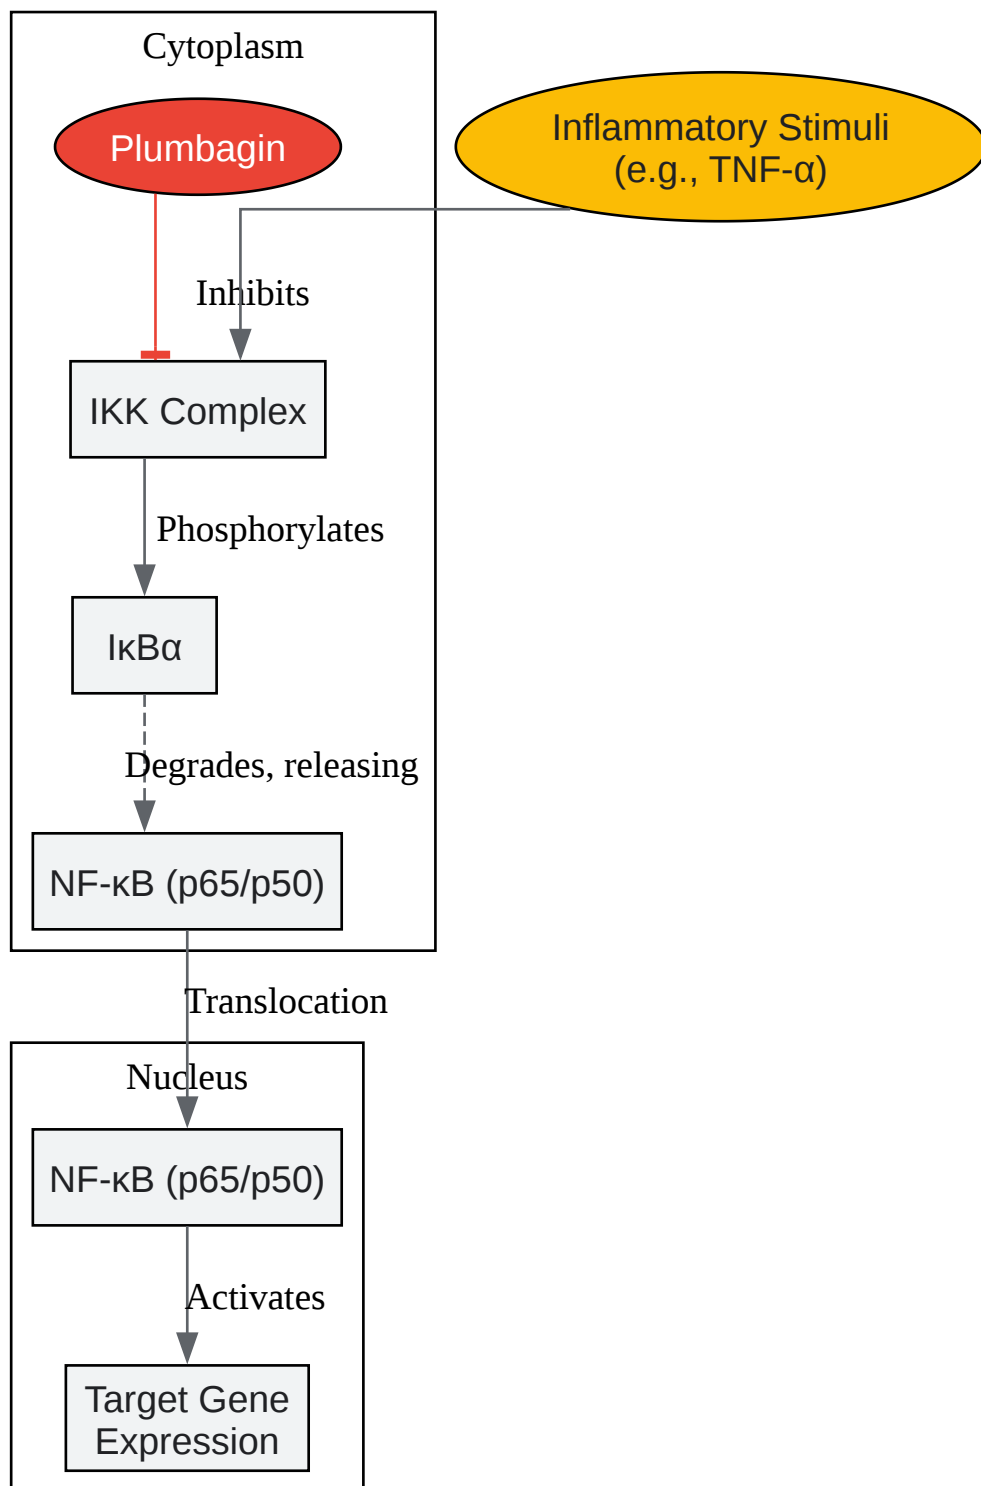 Cytoplasm
Plumbagin
Inflammatory Stimuli
(e.g., TNF-α)
Inhibits
IKK Complex
Phosphorylates
IκBα
Degrades, releasing
NF-κB (p65/p50)
Translocation
Nucleus
NF-κB (p65/p50)
Activates
Target Gene
Expression